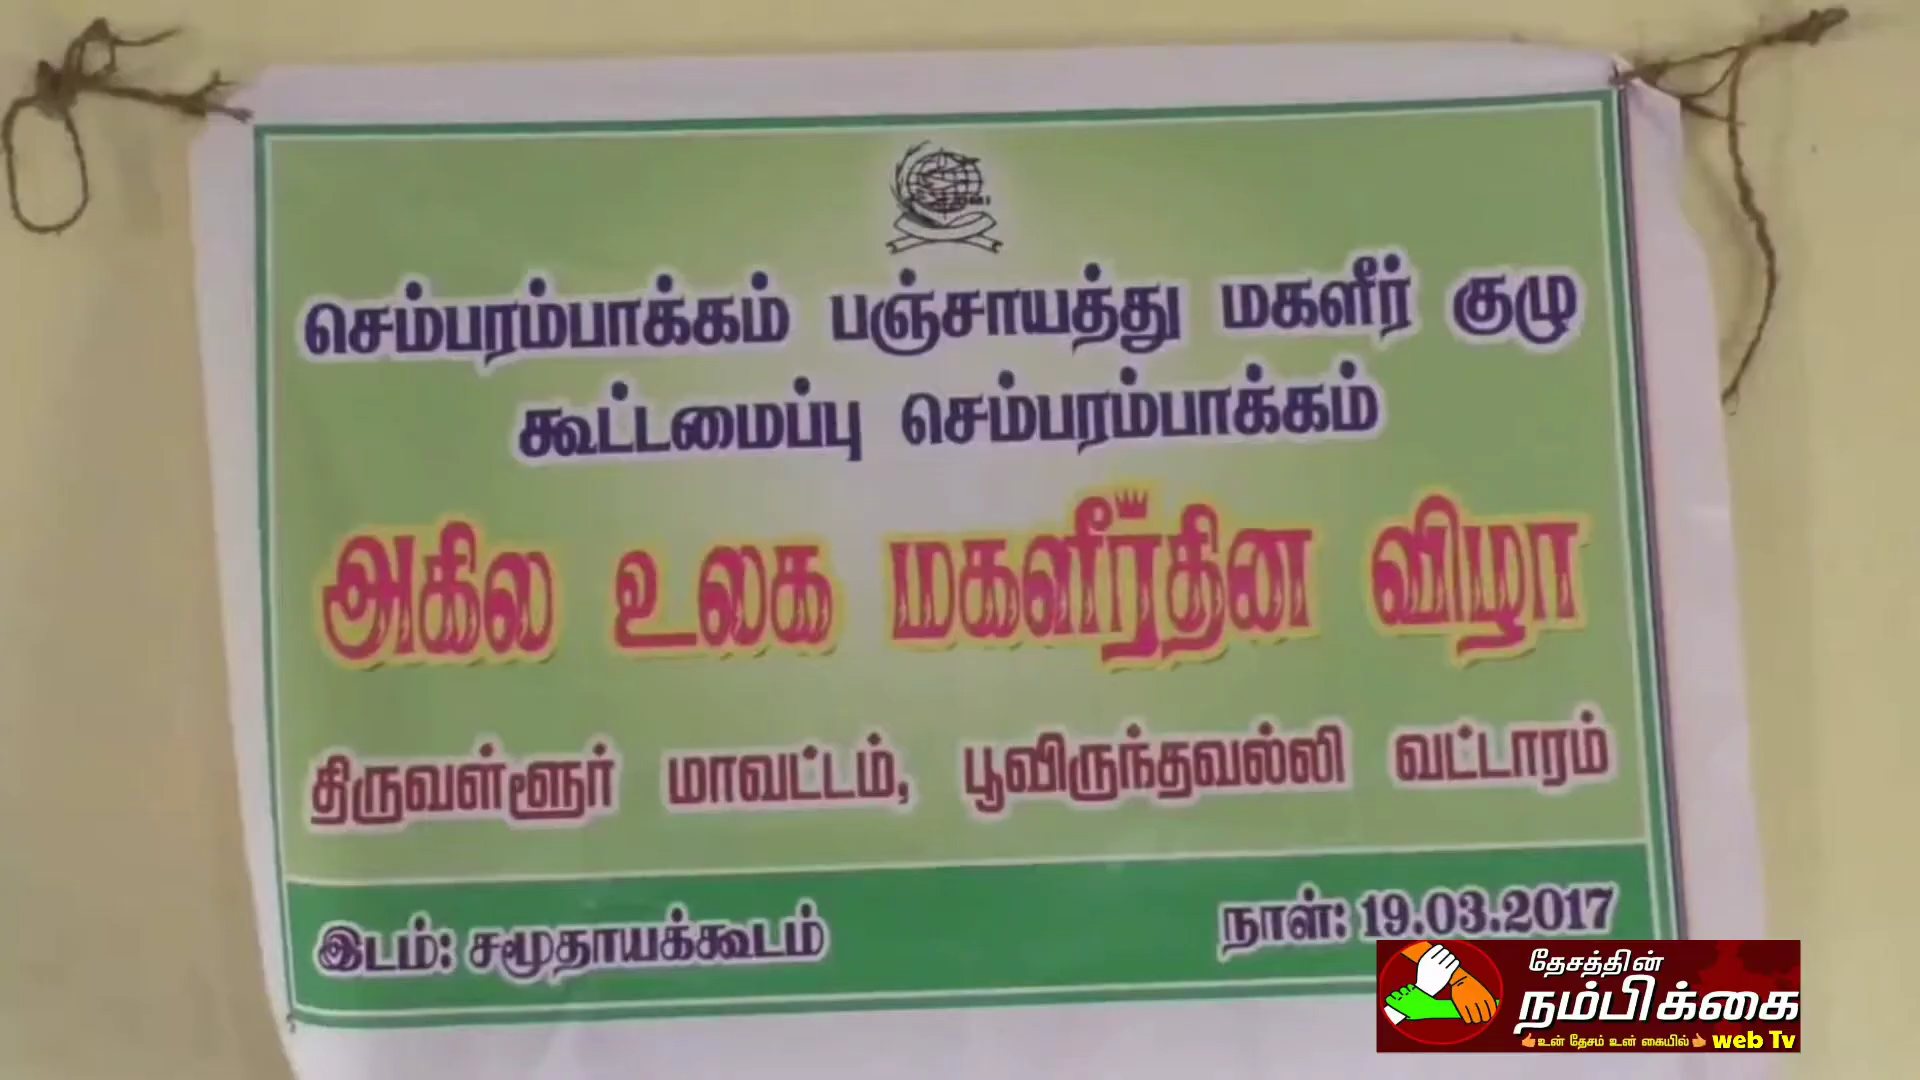 செம்பரம்பாக்கம் பஞ்சாயத்து மகளீர் குழு
கூட்டமைப்பு செம்பரம்பாக்கம்
அகில உலக மகளீர்தின விழா
திருவள்ளூர் மாவட்டம், பூவிருந்தவல்லி வட்டாரம்
இடம்: சமூதாயக்கூடம்
நாள்: 19.03.2017
தேசத்தின்
நம்பிக்கை
உன் தேசம் உன் கையில் web Tv